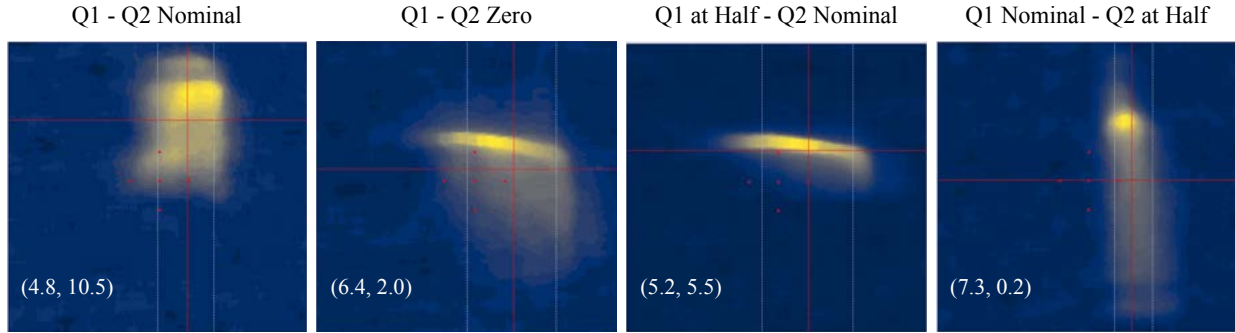 Q1 - Q2 Nominal
Q1 - Q2 Zero
Q1 at Half - Q2 Nominal
Q1 Nominal - Q2 at Half
(4.8, 10.5)
(6.4, 2.0)
(5.2, 5.5)
(7.3, 0.2)